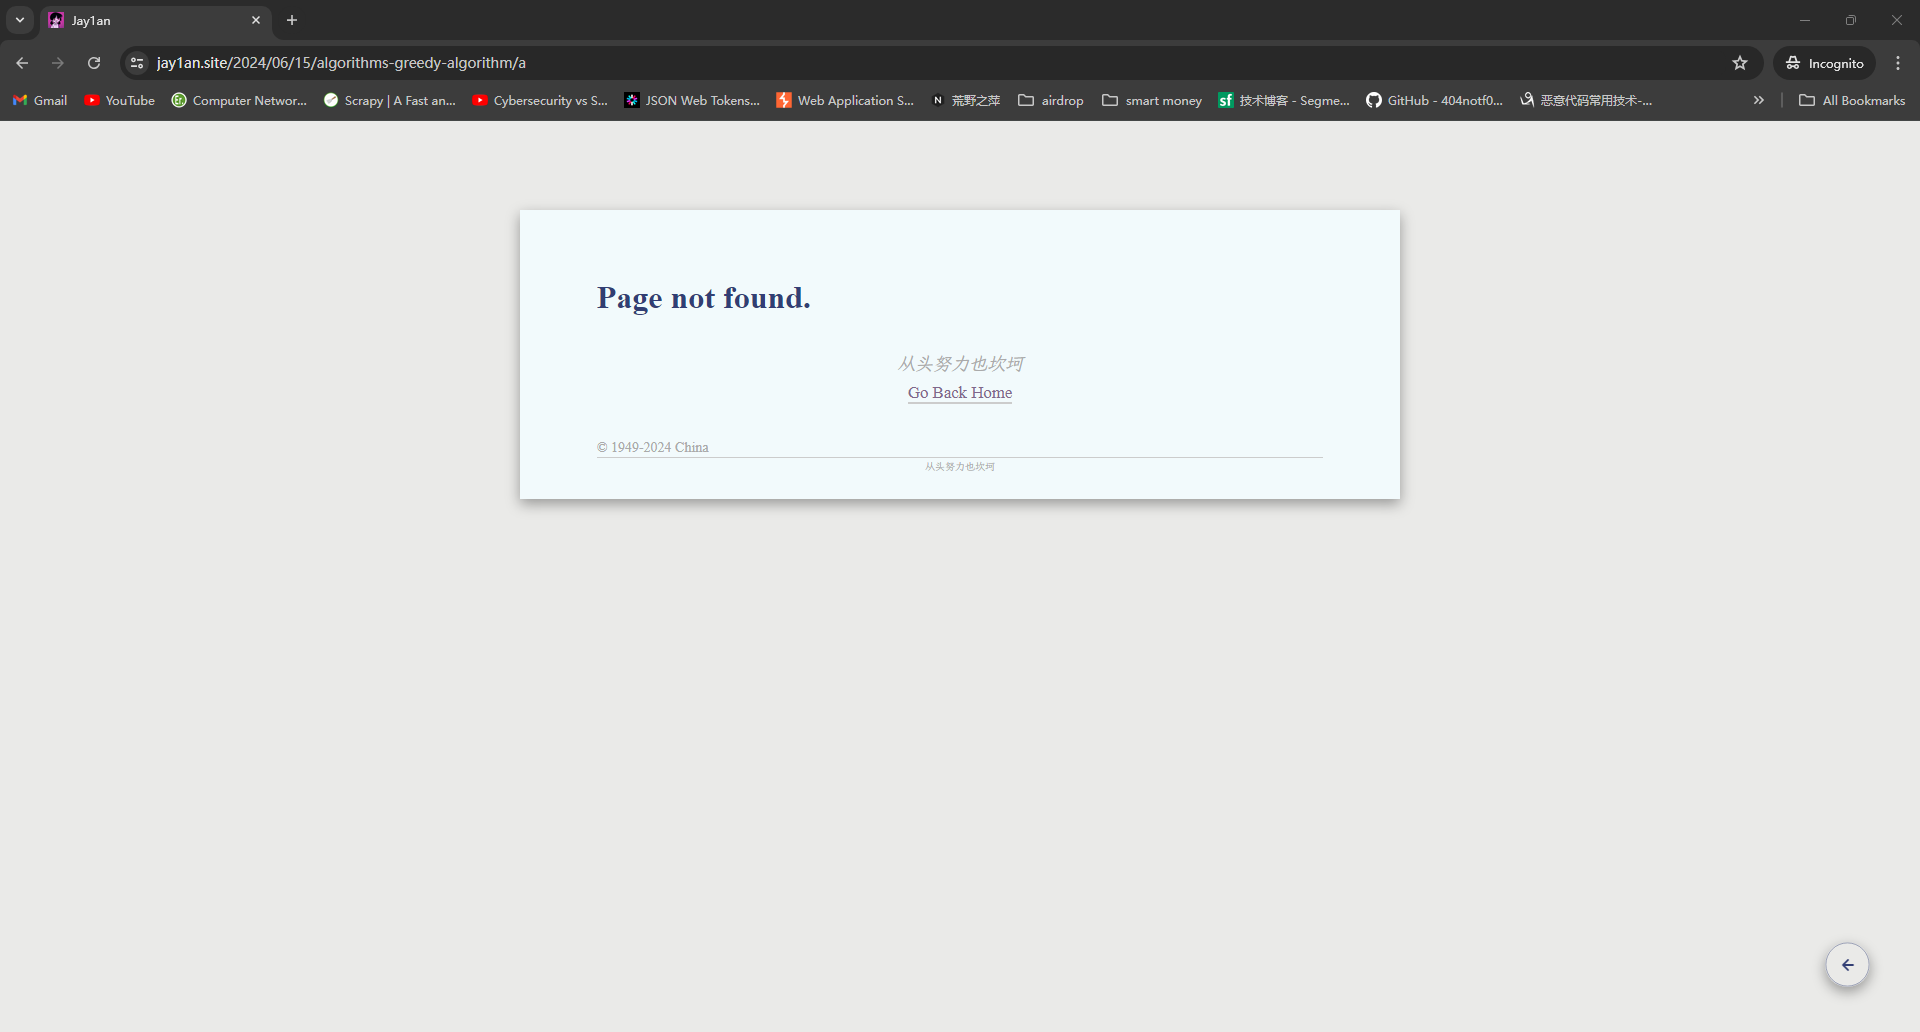 Jay1an
jay1an.site/2024/06/15/algorithms-greedy-algorithm/a
Incognito
Gmail
YouTube
Computer Networ...
Scrapy | A Fast an...
Cybersecurity vs S...
JSON Web Tokens...
Web Application S...
N
荒野之萍
airdrop
smart money
sf
技术博客 - Segme...
GitHub - 404notf0...
恶意代码常用技术-...
All Bookmarks
Page not found.
从头努力也坎坷
Go Back Home
© 1949-2024 China
从头努力也坎坷